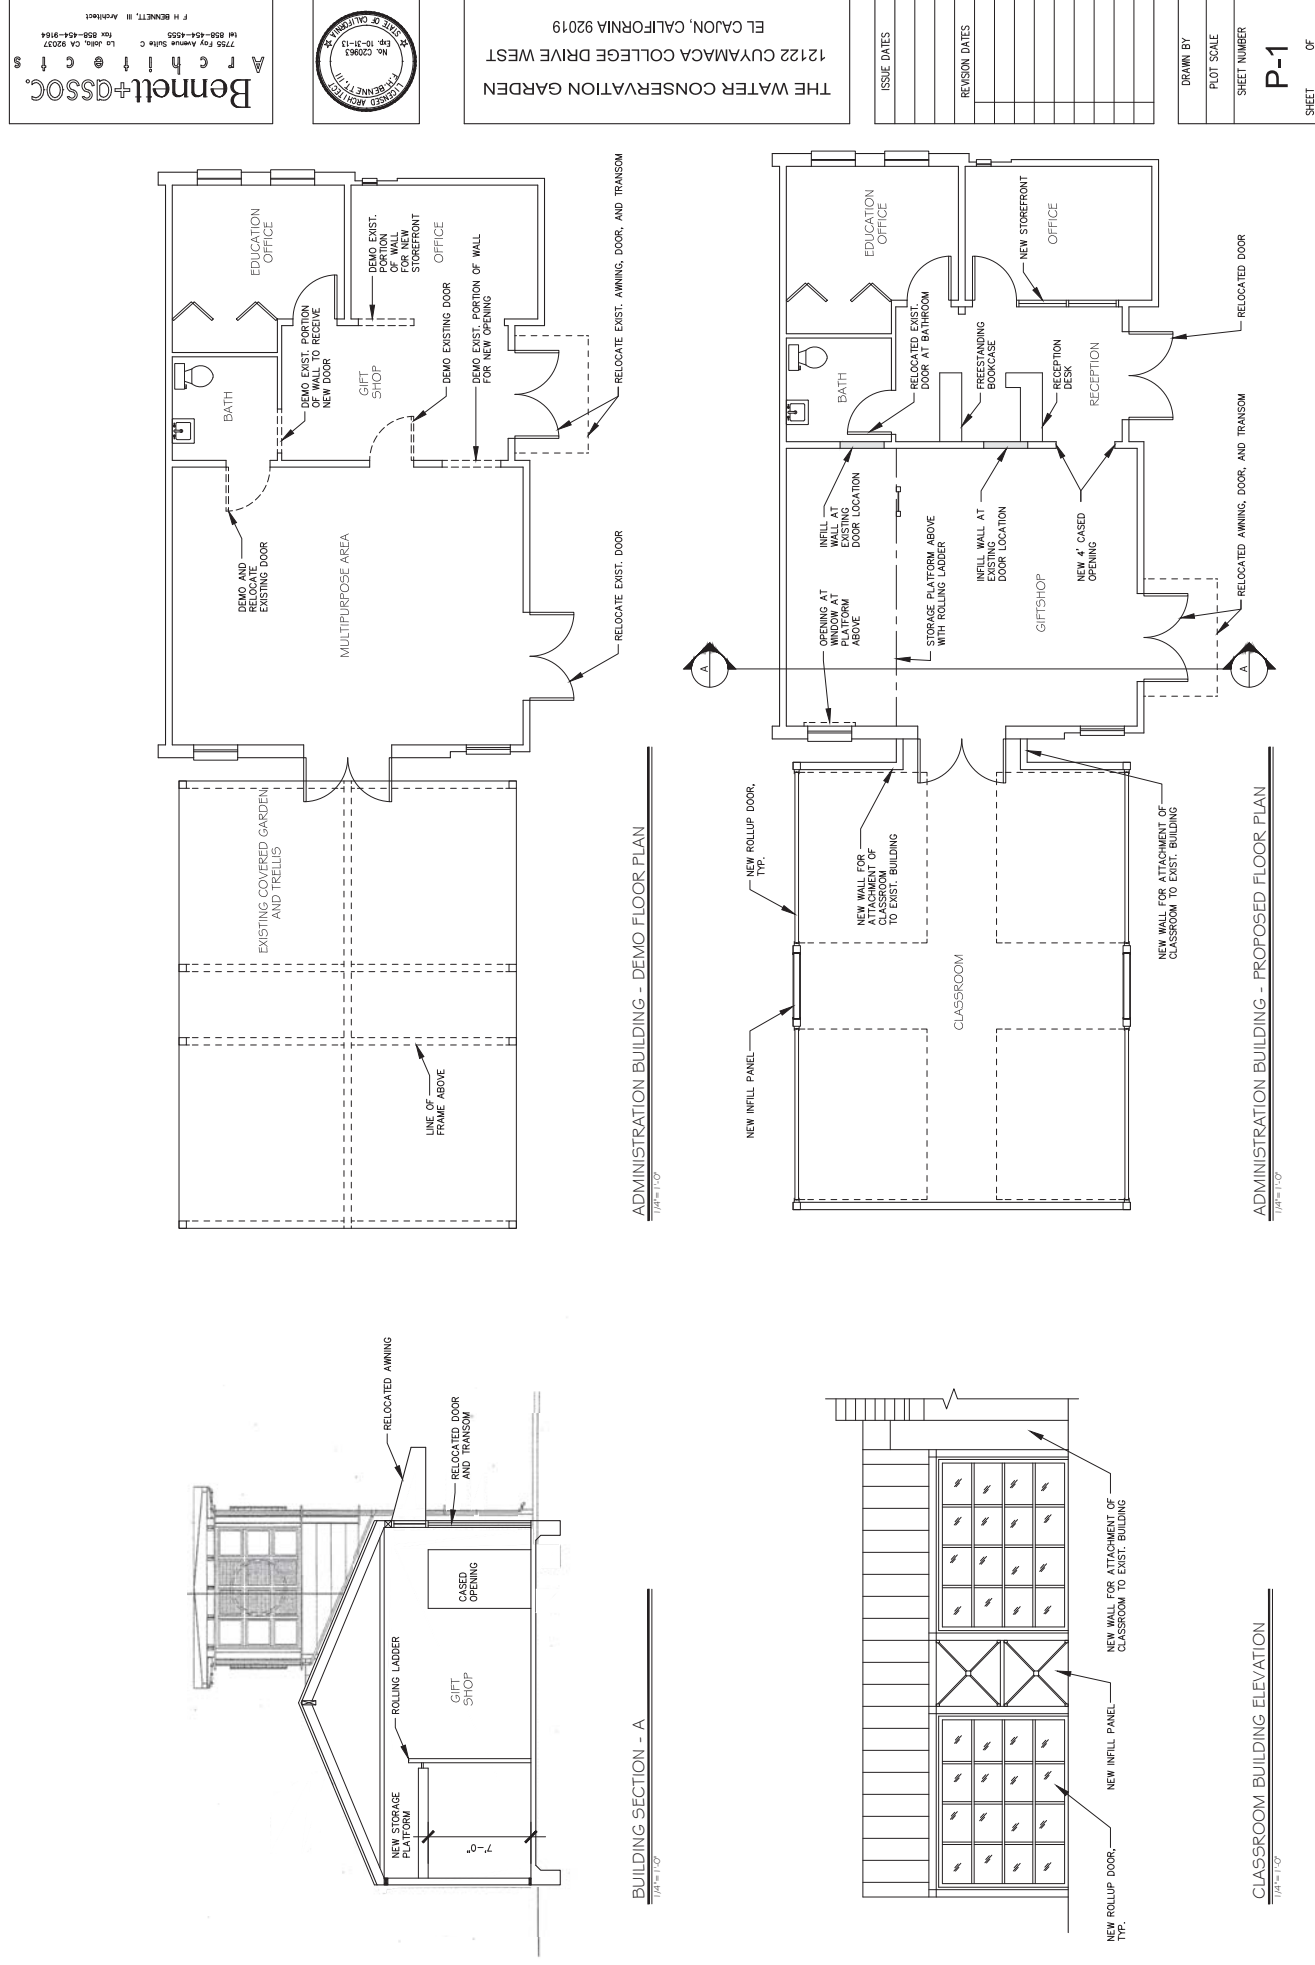 Bennett+assoc.
Architects
7755 Fay Avenue Suite C
La Jolla, CA 92037
tel 858-454-4555
fax 858-454-9164
F H BENNETT, III Architect
LICENSED ARCHITECT
F.H. BENNETT, III
No. C20963
Exp. 10-31-13
STATE OF CALIFORNIA
THE WATER CONSERVATION GARDEN
12122 CUYAMACA COLLEGE DRIVE WEST
EL CAJON, CALIFORNIA 92019
ISSUE DATES
REVISION DATES
DRAWN BY
PLOT SCALE
SHEET NUMBER
P-1
SHEET OF
EXISTING COVERED GARDEN
AND TRELLIS
LINE OF
FRAME ABOVE
MULTIPURPOSE AREA
DEMO AND
RELOCATE
EXISTING DOOR
BATH
EDUCATION
OFFICE
DEMO EXIST. PORTION
OF WALL TO RECEIVE
NEW DOOR
GIFT
SHOP
DEMO EXIST.
PORTION
OF WALL
FOR NEW
STOREFRONT
OFFICE
DEMO EXISTING DOOR
DEMO EXIST. PORTION OF WALL
FOR NEW OPENING
RELOCATE EXIST. AWNING, DOOR, AND TRANSOM
RELOCATE EXIST. DOOR
ADMINISTRATION BUILDING - DEMO FLOOR PLAN
1/4"= 1'-0"
NEW INFILL PANEL
NEW ROLLUP DOOR,
TYP.
NEW WALL FOR
ATTACHMENT OF
CLASSROOM
TO EXIST. BUILDING
CLASSROOM
NEW WALL FOR ATTACHMENT OF
CLASSROOM TO EXIST. BUILDING
A
OPENING AT
WINDOW AT
PLATFORM
ABOVE
INFILL
WALL AT
EXISTING
DOOR LOCATION
STORAGE PLATFORM ABOVE
WITH ROLLING LADDER
INFILL WALL AT
EXISTING
DOOR LOCATION
GIFTSHOP
NEW 4' CASED
OPENING
BATH
EDUCATION
OFFICE
RELOCATED EXIST.
DOOR AT BATHROOM
FREESTANDING
BOOKCASE
RECEPTION
DESK
RECEPTION
NEW STOREFRONT
OFFICE
RELOCATED DOOR
RELOCATED AWNING, DOOR, AND TRANSOM
A
ADMINISTRATION BUILDING - PROPOSED FLOOR PLAN
1/4"= 1'-0"
RELOCATED AWNING
RELOCATED DOOR
AND TRANSOM
CASED
OPENING
ROLLING LADDER
GIFT
SHOP
NEW STORAGE
PLATFORM
7'-0"
BUILDING SECTION - A
1/4"= 1'-0"
NEW ROLLUP DOOR,
TYP.
NEW INFILL PANEL
NEW WALL FOR ATTACHMENT OF
CLASSROOM TO EXIST. BUILDING
CLASSROOM BUILDING ELEVATION
1/4"= 1'-0"